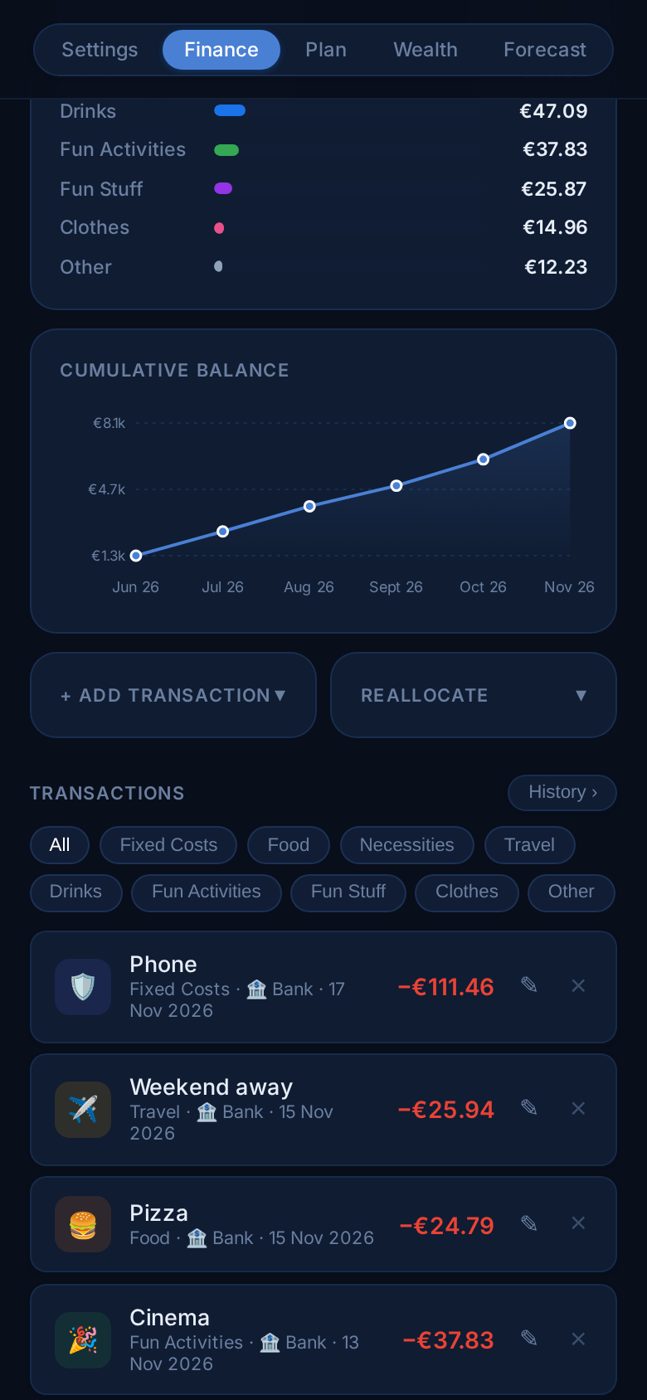 Settings Finance Plan Wealth Forecast
Drinks €47.09
Fun Activities €37.83
Fun Stuff €25.87
Clothes €14.96
Other €12.23
CUMULATIVE BALANCE
€8.1k
€4.7k
€1.3k
Jun 26 Jul 26 Aug 26 Sept 26 Oct 26 Nov 26
+ ADD TRANSACTION ▼ REALLOCATE ▼
TRANSACTIONS History ›
All Fixed Costs Food Necessities Travel
Drinks Fun Activities Fun Stuff Clothes Other
Phone
Fixed Costs · 🏦 Bank · 17
Nov 2026
−€111.46 ✎ ×
Weekend away
Travel · 🏦 Bank · 15 Nov
2026
−€25.94 ✎ ×
Pizza
Food · 🏦 Bank · 15 Nov 2026
−€24.79 ✎ ×
Cinema
Fun Activities · 🏦 Bank · 13
Nov 2026
−€37.83 ✎ ×